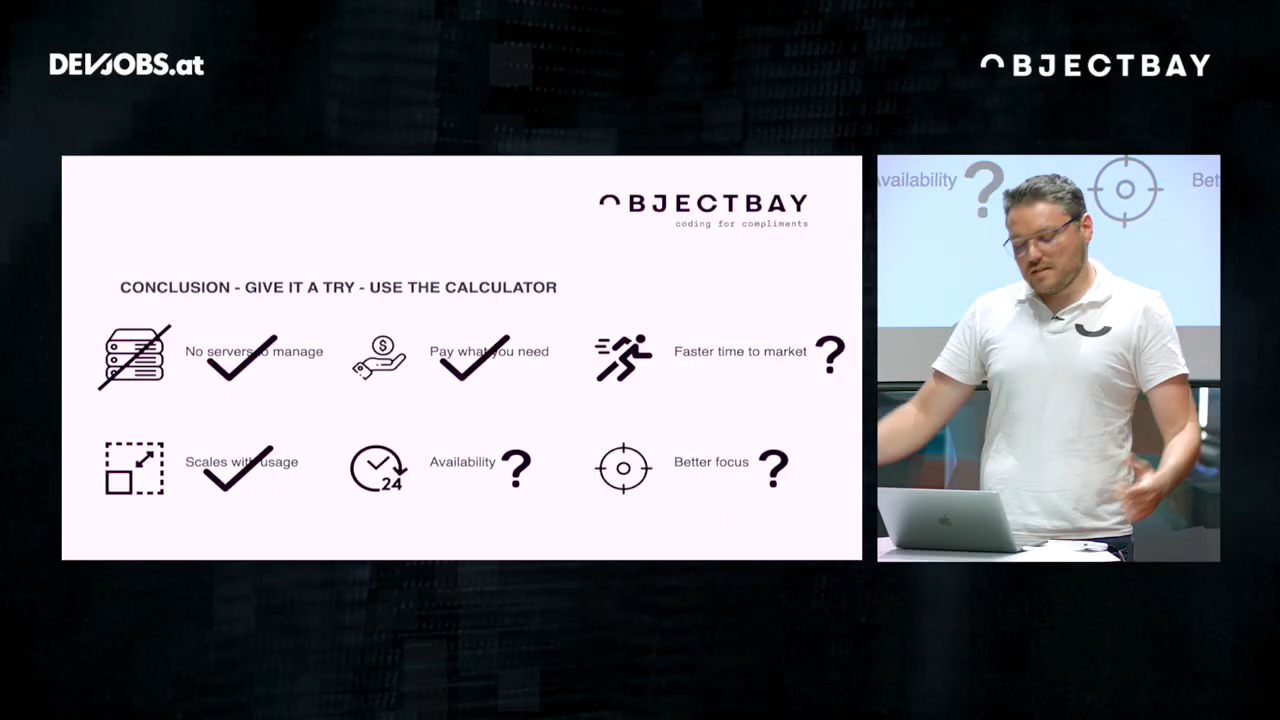 DEVJOBS.at
OBJECTBAY
OBJECTBAY
coding for compliments
CONCLUSION - GIVE IT A TRY - USE THE CALCULATOR
No servers to manage
$
Pay what you need
Faster time to market ?
Scales with usage
24
Availability ?
Better focus ?
Availability ?
Bet